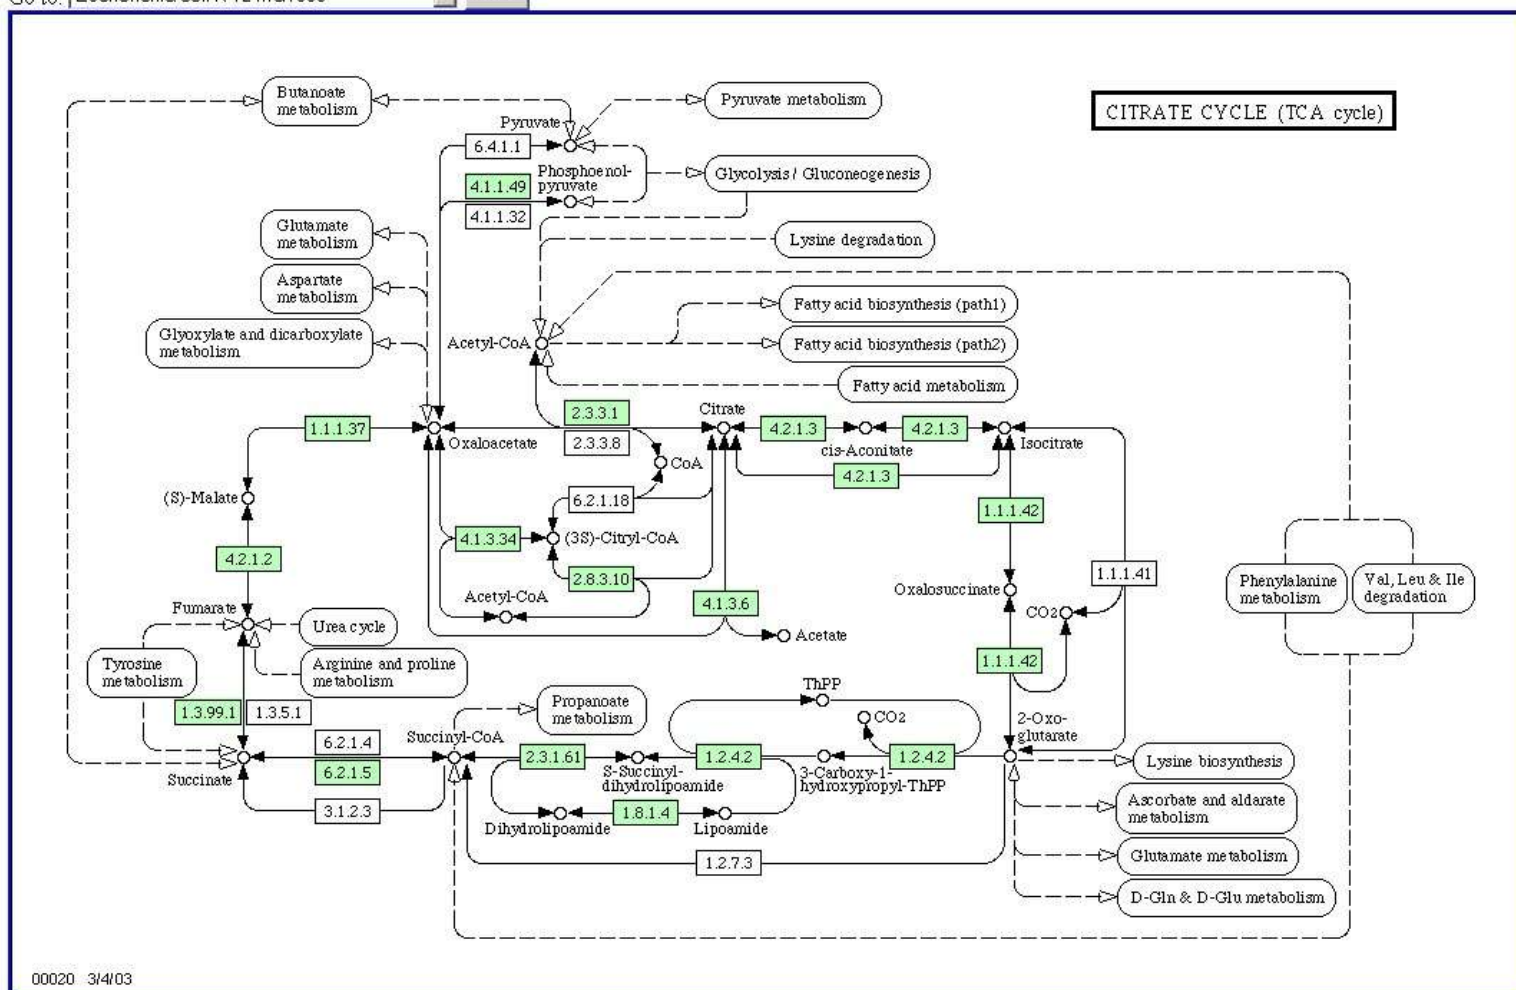 Go to:
Butanoate
metabolism
Pyruvate metabolism
CITRATE CYCLE (TCA cycle)
Pyruvate
6.4.1.1
Phosphoenol-
pyruvate
4.1.1.49
4.1.1.32
Glycolysis / Gluconeogenesis
Glutamate
metabolism
Lysine degradation
Aspartate
metabolism
Fatty acid biosynthesis (path1)
Glyoxylate and dicarboxylate
metabolism
Acetyl-CoA
Fatty acid biosynthesis (path2)
Fatty acid metabolism
1.1.1.37
Oxaloacetate
2.3.3.1
2.3.3.8
Citrate
4.2.1.3
cis-Aconitate
4.2.1.3
Isocitrate
4.2.1.3
CoA
(S)-Malate
6.2.1.18
1.1.1.42
4.1.3.34
(3S)-Citryl-CoA
4.2.1.2
2.8.3.10
1.1.1.41
Phenylalanine
metabolism
Val, Leu & Ile
degradation
Oxalosuccinate
Acetyl-CoA
4.1.3.6
CO2
Fumarate
Urea cycle
Acetate
Tyrosine
metabolism
Arginine and proline
metabolism
1.1.1.42
1.3.99.1
1.3.5.1
Propanoate
metabolism
ThPP
CO2
2-Oxo-
glutarate
6.2.1.4
Succinyl-CoA
Succinate
6.2.1.5
2.3.1.61
S-Succinyl-
dihydrolipoamide
1.2.4.2
3-Carboxy-1-
hydroxypropyl-ThPP
1.2.4.2
Lysine biosynthesis
3.1.2.3
Dihydrolipoamide
1.8.1.4
Lipoamide
Ascorbate and aldarate
metabolism
1.2.7.3
Glutamate metabolism
D-Gln & D-Glu metabolism
00020 3/4/03